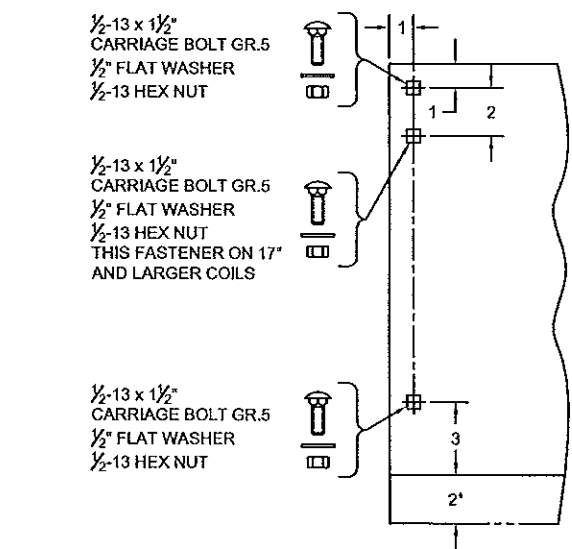 ½-13 x 1½"
CARRIAGE BOLT GR.5
½" FLAT WASHER
½-13 HEX NUT
1
1
2
½-13 x 1½"
CARRIAGE BOLT GR.5
½" FLAT WASHER
½-13 HEX NUT
THIS FASTENER ON 17"
AND LARGER COILS
½-13 x 1½"
CARRIAGE BOLT GR.5
½" FLAT WASHER
½-13 HEX NUT
3
2"